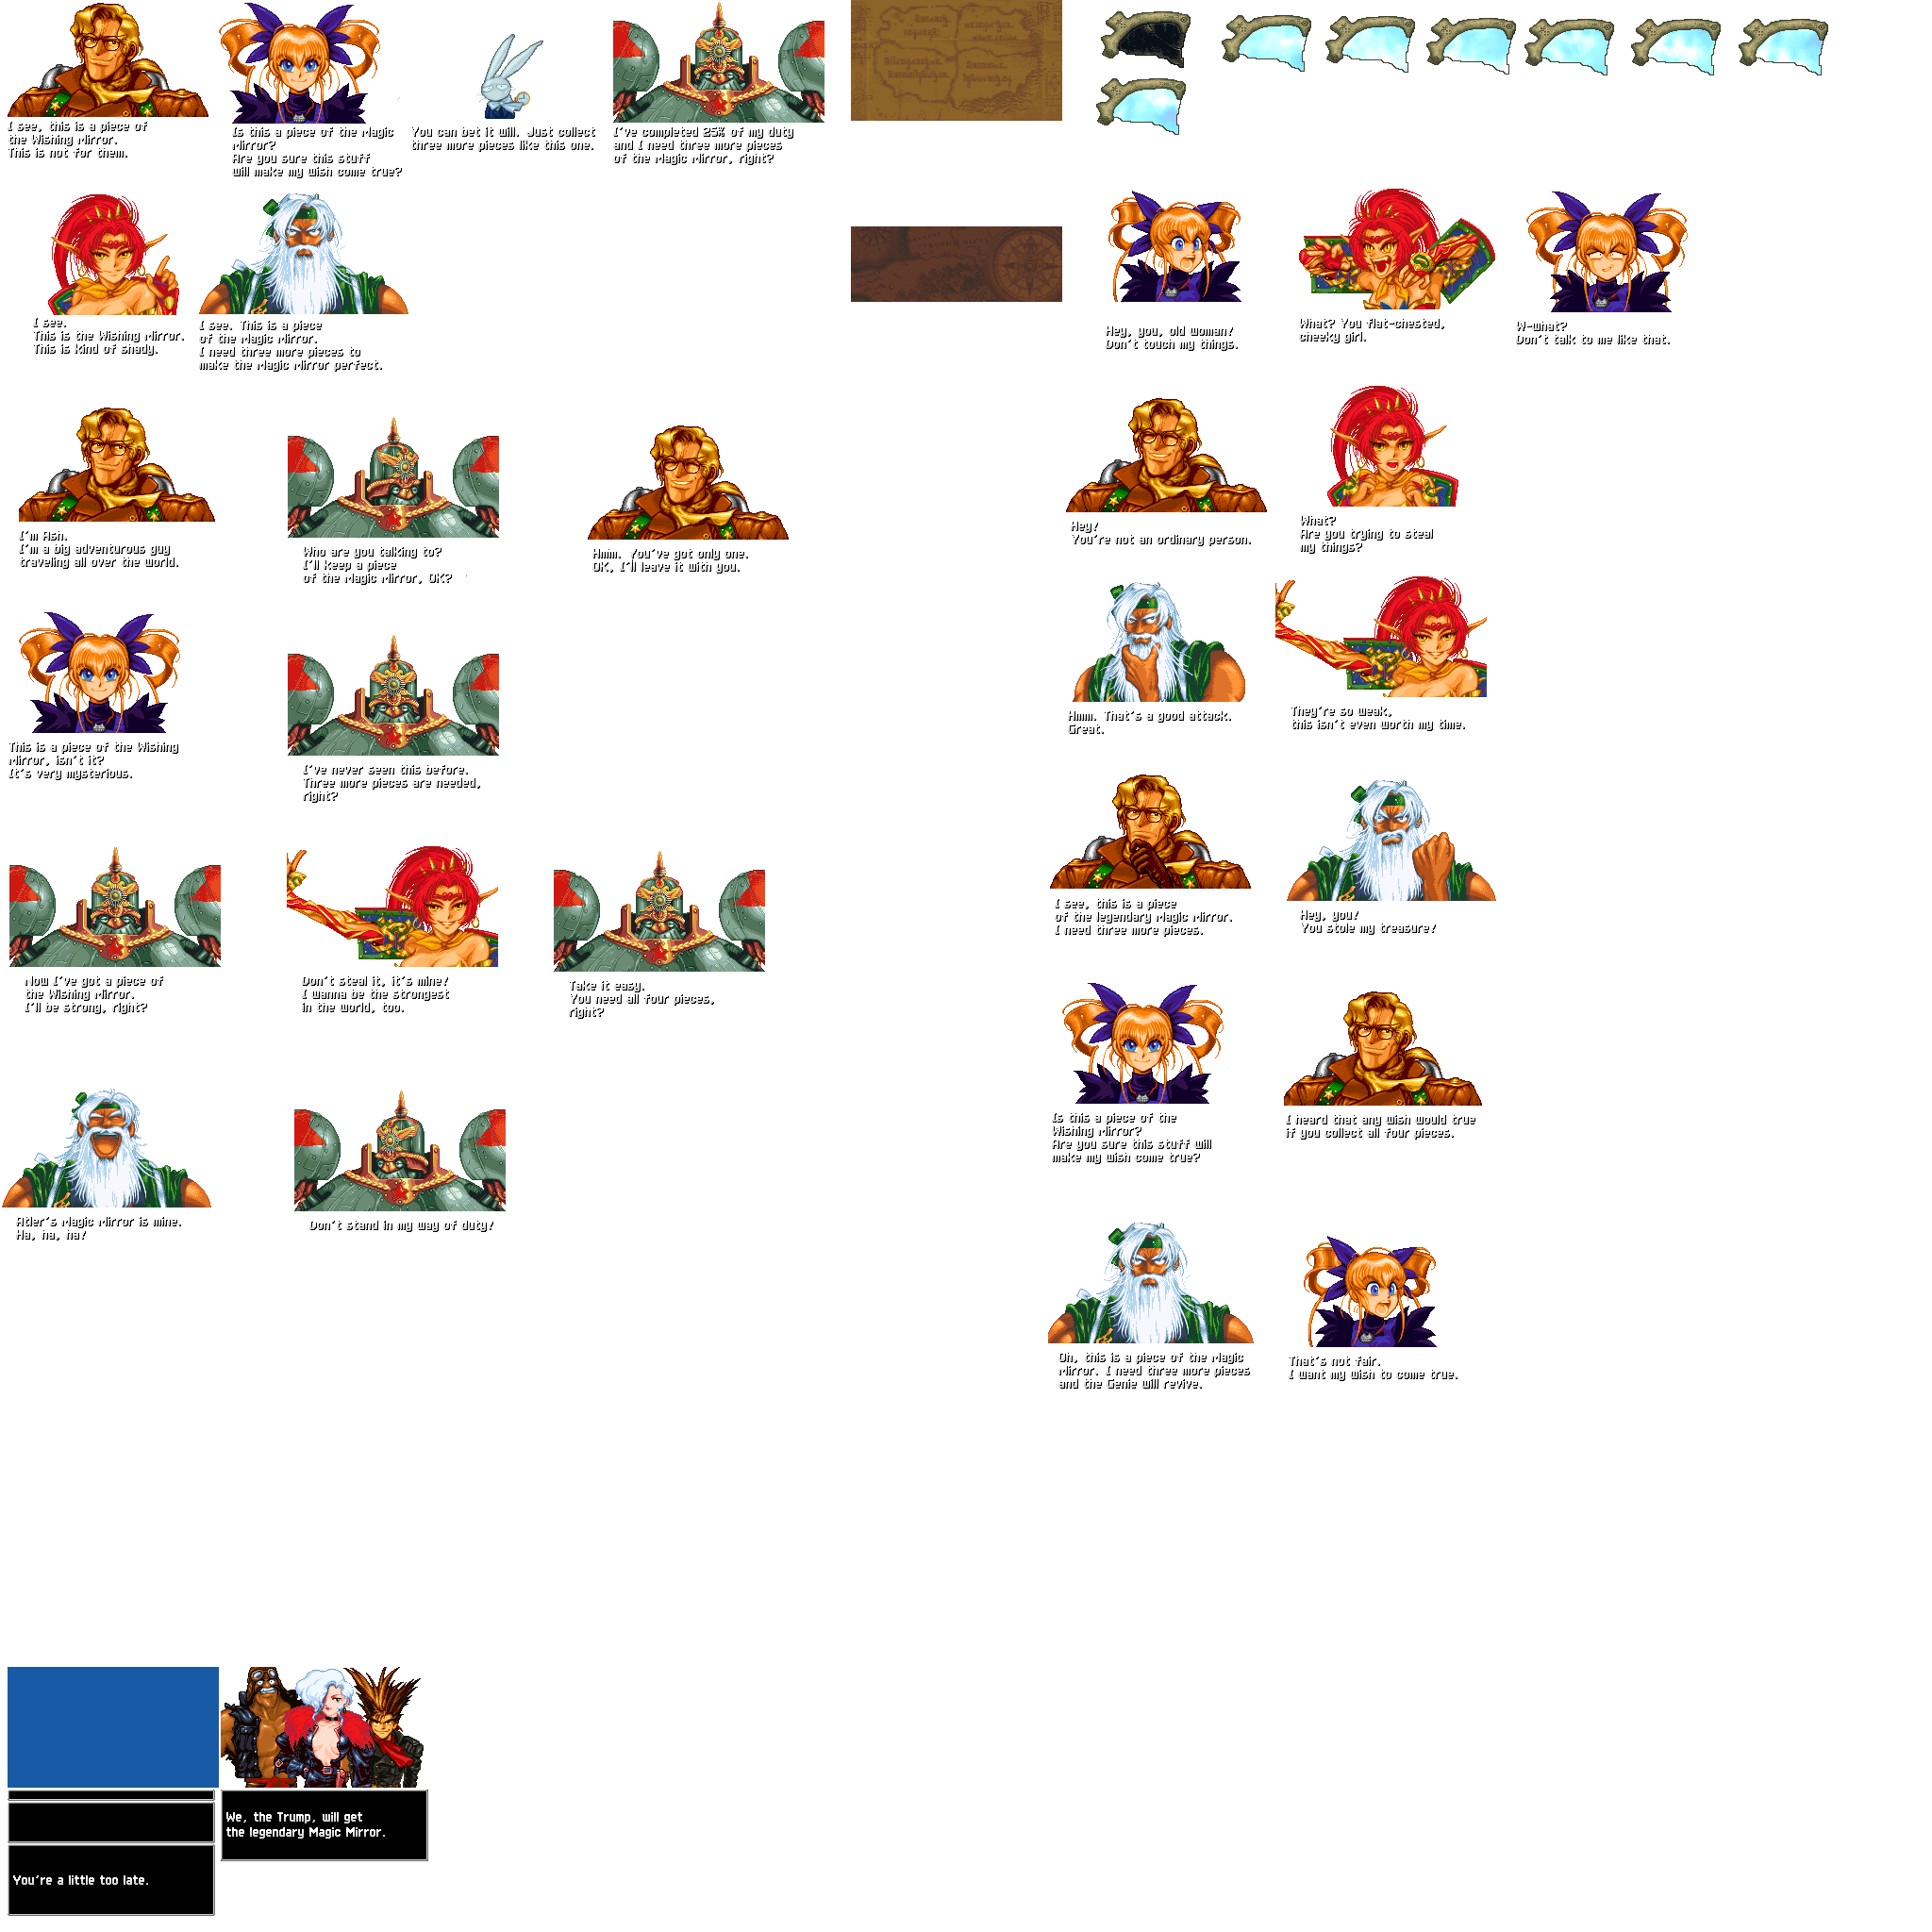 I see, this is a piece of
the Wishing Mirror.
This is not for them.
Is this a piece of the Magic
Mirror?
Are you sure this stuff
will make my wish come true?
You can bet it will. Just collect
three more pieces like this one.
I've completed 25% of my duty
and I need three more pieces
of the Magic Mirror, right?
I see.
This is the Wishing Mirror.
This is kind of shady.
I see. This is a piece
of the Magic Mirror.
I need three more pieces to
make the Magic Mirror perfect.
Hey, you, old woman!
Don't touch my things.
What? You flat-chested,
cheeky girl.
W-what?
Don't talk to me like that.
I'm Ash.
I'm a big adventurous guy
traveling all over the world.
Who are you talking to?
I'll keep a piece
of the Magic Mirror, OK?
Hmm. You've got only one.
OK, I'll leave it with you.
Hey!
You're not an ordinary person.
What?
Are you trying to steal
my things?
This is a piece of the Wishing
Mirror, isn't it?
It's very mysterious.
I've never seen this before.
Three more pieces are needed,
right?
Hmm. That's a good attack.
Great.
They're so weak,
this isn't even worth my time.
Now I've got a piece of
the Wishing Mirror.
I'll be strong, right?
Don't steal it, it's mine!
I wanna be the strongest
in the world, too.
Take it easy.
You need all four pieces,
right?
I see, this is a piece
of the legendary Magic Mirror.
I need three more pieces.
Hey, you!
You stole my treasure!
Is this a piece of the
Wishing Mirror?
Are you sure this stuff will
make my wish come true?
I heard that any wish would true
if you collect all four pieces.
Atler's Magic Mirror is mine.
Ha, ha, ha!
Don't stand in my way of duty!
Oh, this is a piece of the Magic
Mirror. I need three more pieces
and the Genie will revive.
That's not fair.
I want my wish to come true.
We, the Trump, will get
the legendary Magic Mirror.
You're a little too late.